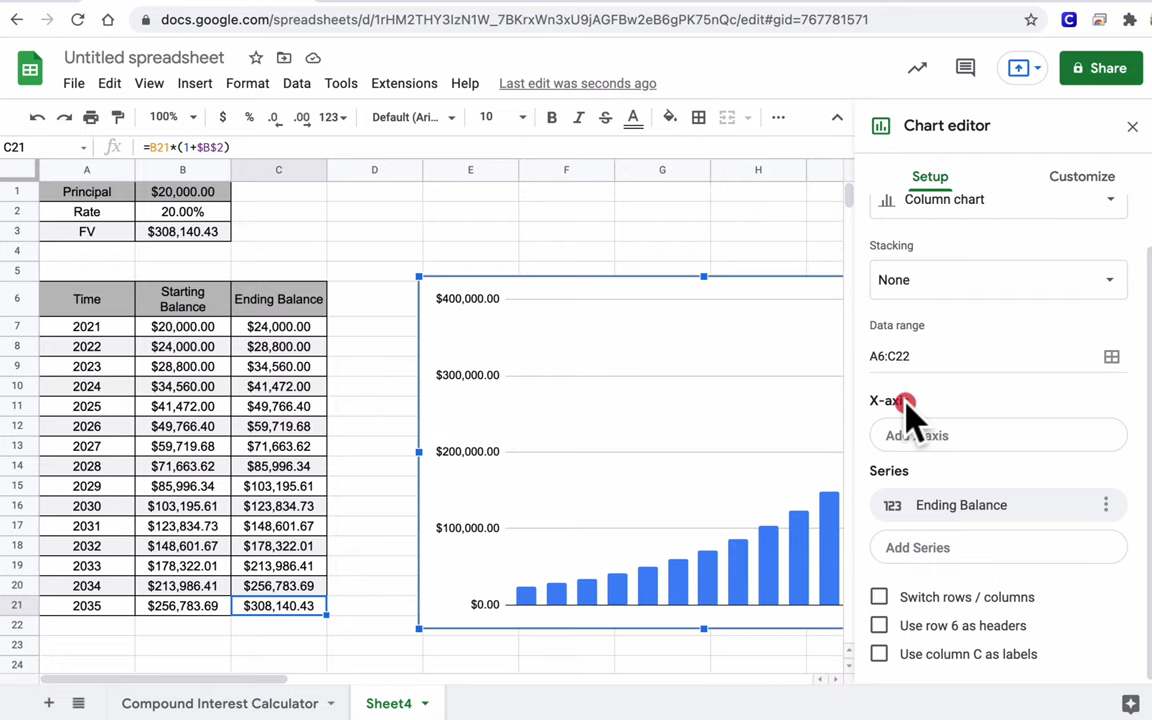 docs.google.com/spreadsheets/d/1rHM2THY3IzN1W_7BKrxWn3xU9jAGFBw2eB6gPK75nQc/edit#gid=767781571
Untitled spreadsheet
File Edit View Insert Format Data Tools Extensions Help Last edit was seconds ago
Share
100% $ % .0 .00 123 Default (Ari... 10 B I S A
C21 fx =B21*(1+$B$2)
A B C D E F G H
1 Principal $20,000.00
2 Rate 20.00%
3 FV $308,140.43
4
5
6 Time Starting Balance Ending Balance
7 2021 $20,000.00 $24,000.00
8 2022 $24,000.00 $28,800.00
9 2023 $28,800.00 $34,560.00
10 2024 $34,560.00 $41,472.00
11 2025 $41,472.00 $49,766.40
12 2026 $49,766.40 $59,719.68
13 2027 $59,719.68 $71,663.62
14 2028 $71,663.62 $85,996.34
15 2029 $85,996.34 $103,195.61
16 2030 $103,195.61 $123,834.73
17 2031 $123,834.73 $148,601.67
18 2032 $148,601.67 $178,322.01
19 2033 $178,322.01 $213,986.41
20 2034 $213,986.41 $256,783.69
21 2035 $256,783.69 $308,140.43
22
23
24
$400,000.00
$300,000.00
$200,000.00
$100,000.00
$0.00
Chart editor
Setup Customize
Column chart
Stacking
None
Data range
A6:C22
X-axis
Add X-axis
Series
123 Ending Balance
Add Series
Switch rows / columns
Use row 6 as headers
Use column C as labels
Compound Interest Calculator Sheet4